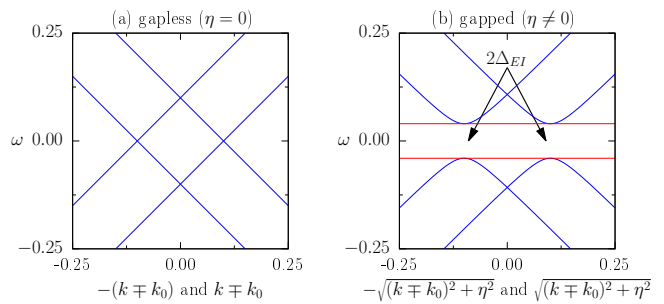 (a) gapless (η = 0)
0.25
ω 0.00
−0.25
-0.25 0.00 0.25
−(k ∓ k₀) and k ∓ k₀
(b) gapped (η ≠ 0)
2Δ_EI
0.25
ω 0.00
−0.25
-0.25 0.00 0.25
−√((k ∓ k₀)² + η²) and √((k ∓ k₀)² + η²)